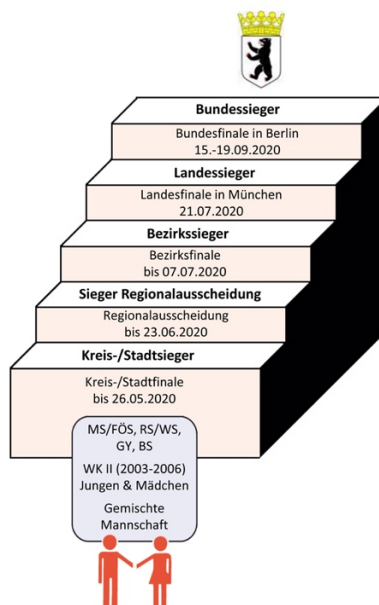 Bundessieger
Bundesfinale in Berlin
15.-19.09.2020
Landessieger
Landesfinale in München
21.07.2020
Bezirkssieger
Bezirksfinale
bis 07.07.2020
Sieger Regionalausscheidung
Regionalausscheidung
bis 23.06.2020
Kreis-/Stadtsieger
Kreis-/Stadtfinale
bis 26.05.2020
MS/FÖS, RS/WS,
GY, BS
WK II (2003-2006)
Jungen & Mädchen
Gemischte
Mannschaft